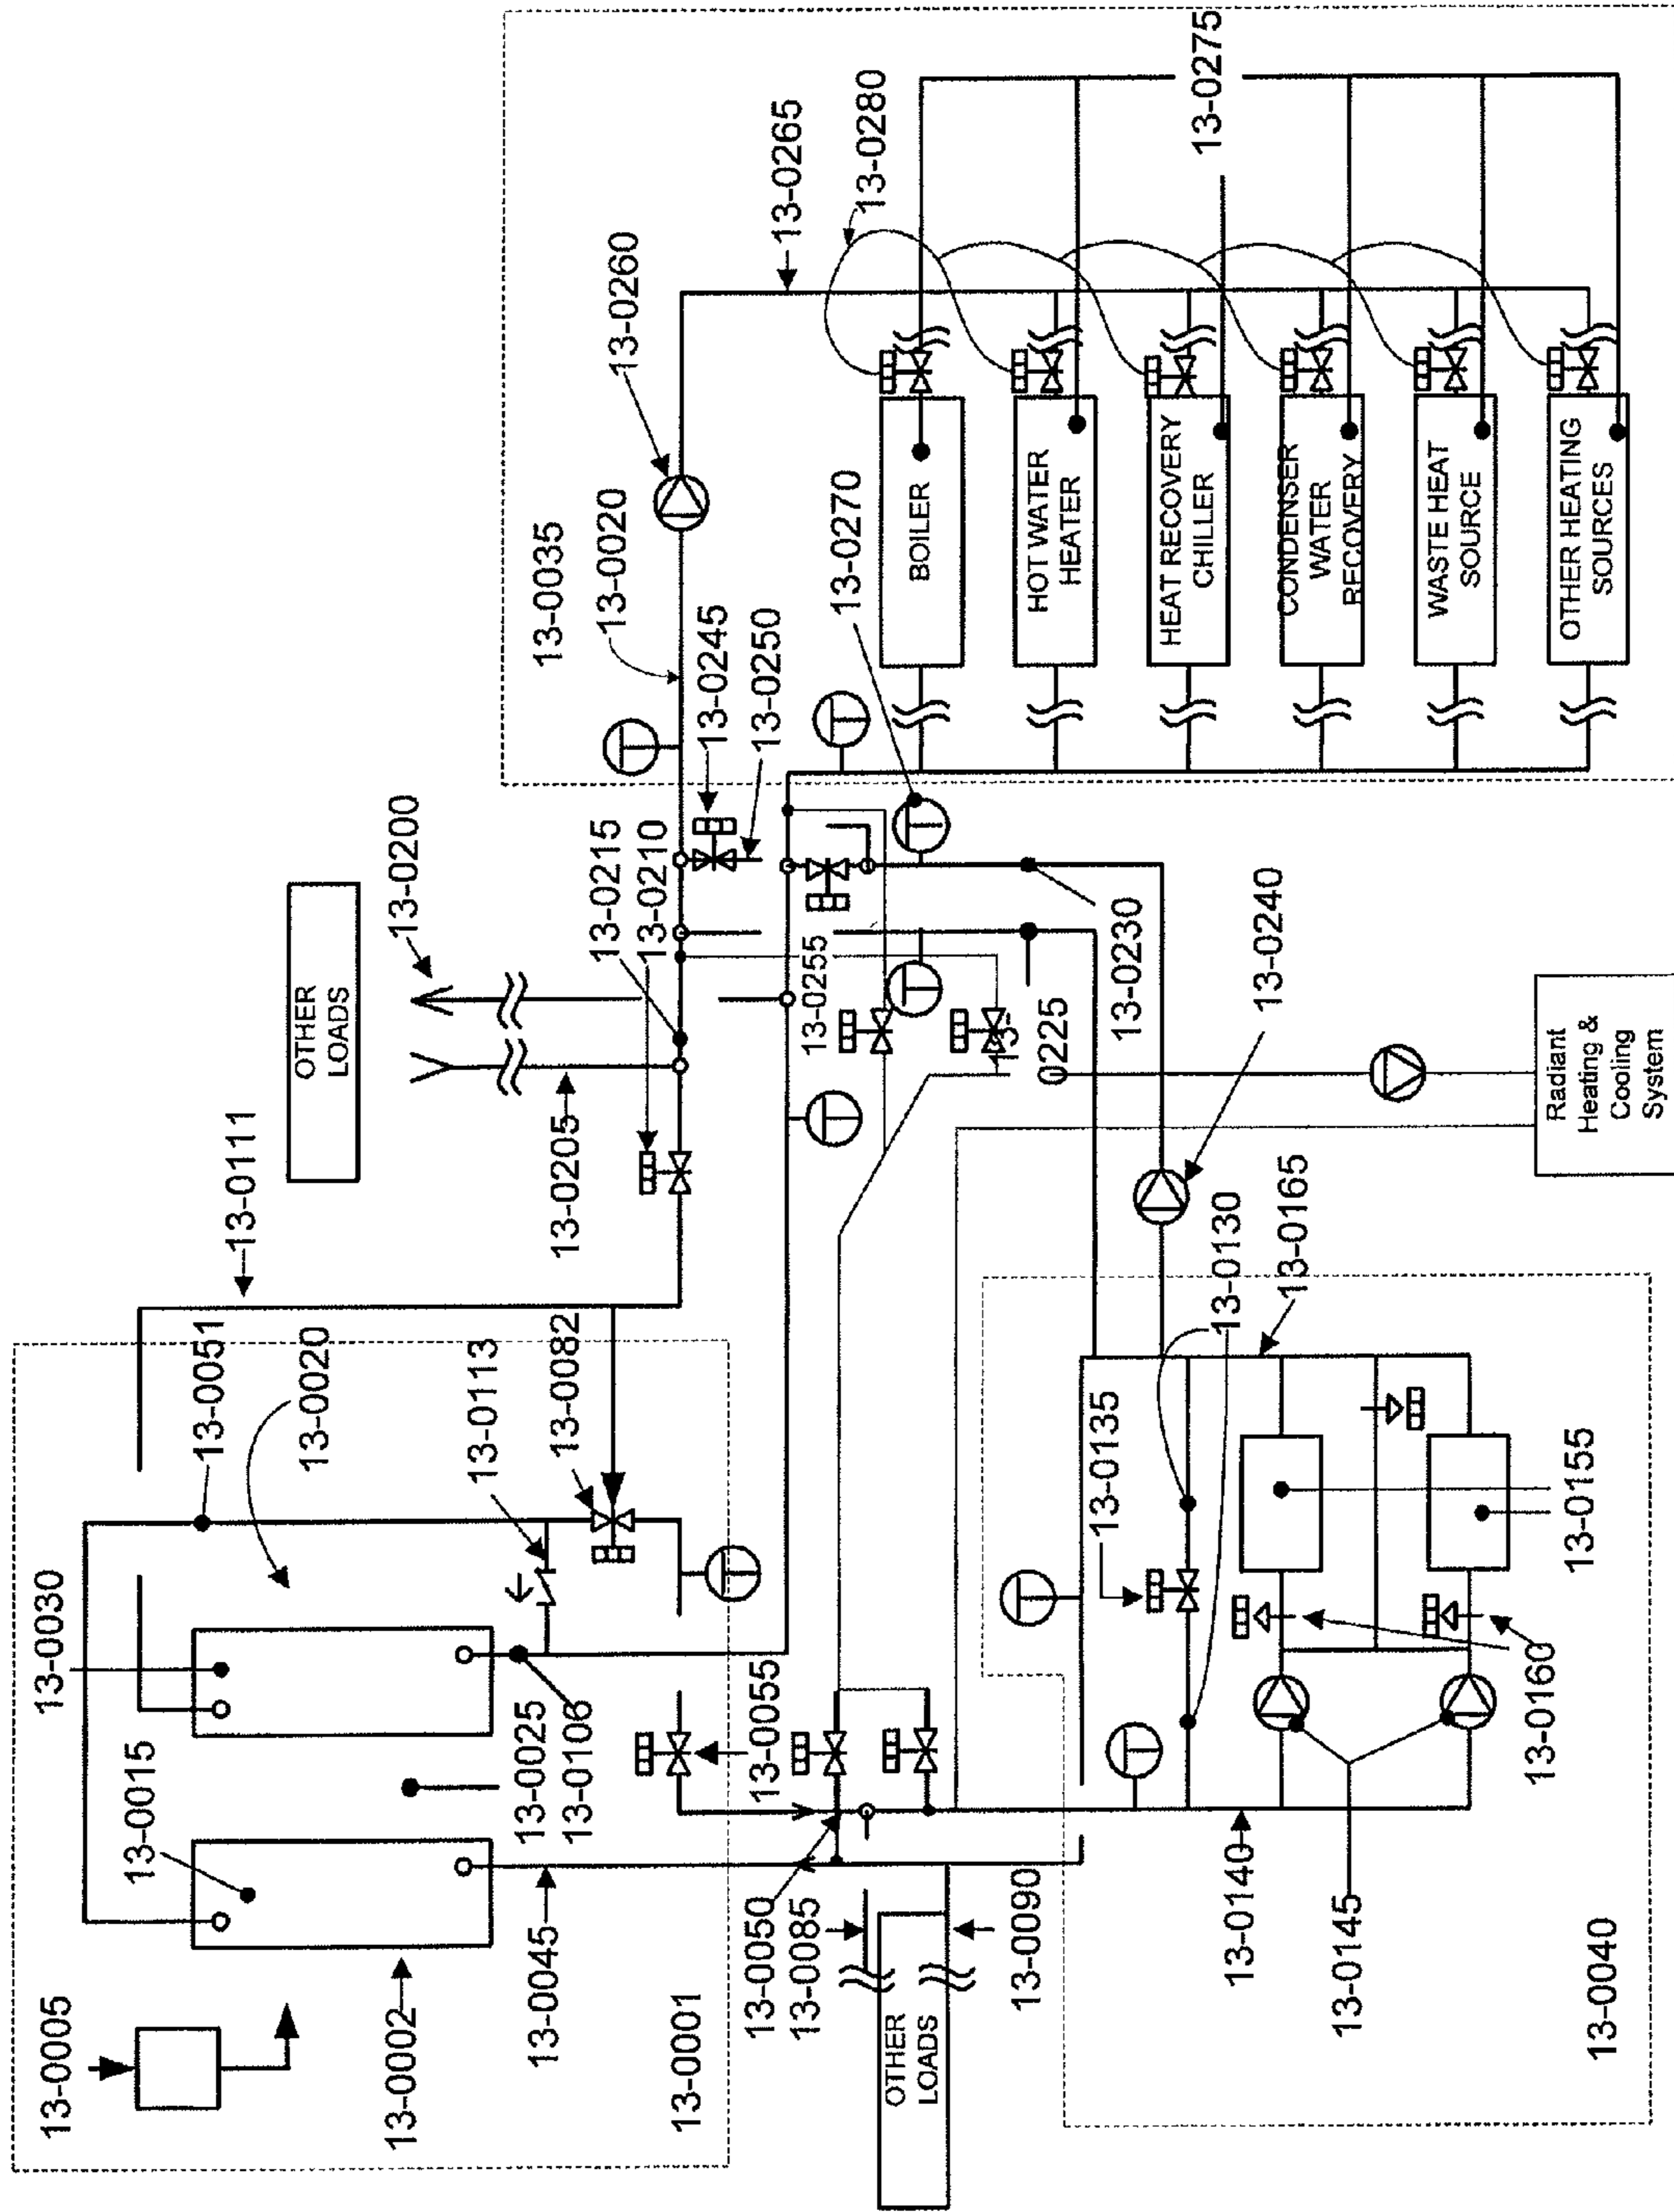 13-0005
13-0015
13-0030
13-0051
13-0020
13-0111
OTHER
LOADS
13-0200
13-0002
13-0025
13-0106
13-0113
13-0082
13-0205
13-0215
13-0210
13-0035
13-0020
13-0260
13-0265
13-0280
13-0275
13-0045
13-0001
13-0055
13-0245
13-0250
13-0050
13-0085
13-0255
13-0270
OTHER
LOADS
13-0090
13-
0225
13-0230
13-0240
BOILER
HOT WATER
HEATER
HEAT RECOVERY
CHILLER
CONDENSER
WATER
RECOVERY
WASTE HEAT
SOURCE
OTHER HEATING
SOURCES
13-0135
13-0130
13-0165
13-0140
13-0145
13-0160
13-0155
13-0040
Radiant
Heating &
Cooling
System
T
T
T
T
T
T
T
T